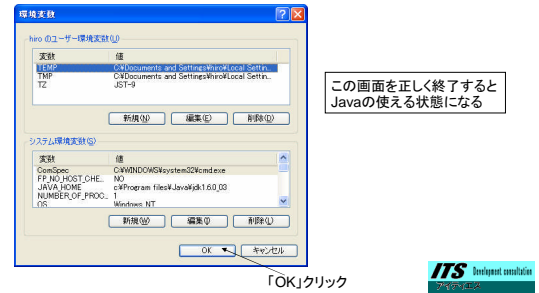 環境変数
hiro のユーザー環境変数(U)
変数 値
TEMP C:¥Documents and Settings¥hiro¥Local Settin...
TMP C:¥Documents and Settings¥hiro¥Local Settin...
TZ JST-9
新規(N) 編集(E) 削除(D)
システム環境変数(S)
変数 値
ComSpec C:¥WINDOWS¥system32¥cmd.exe
FP_NO_HOST_CHE... NO
JAVA_HOME c:¥Program files¥Java¥jdk1.6.0_03
NUMBER_OF_PROC... 1
OS Windows_NT
新規(W) 編集(I) 削除(L)
OK キャンセル
この画面を正しく終了すると
Javaの使える状態になる
「OK」クリック
ITS Development consultation
アイティエス